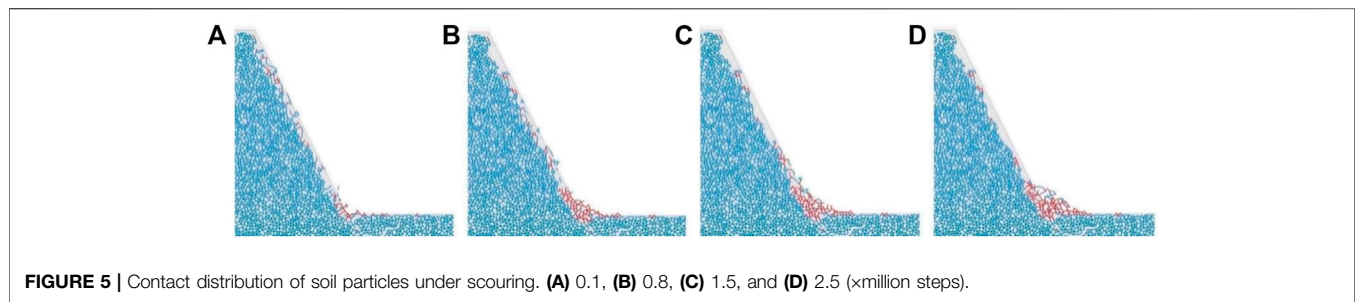 A B C D
FIGURE 5 | Contact distribution of soil particles under scouring. (A) 0.1, (B) 0.8, (C) 1.5, and (D) 2.5 (×million steps).